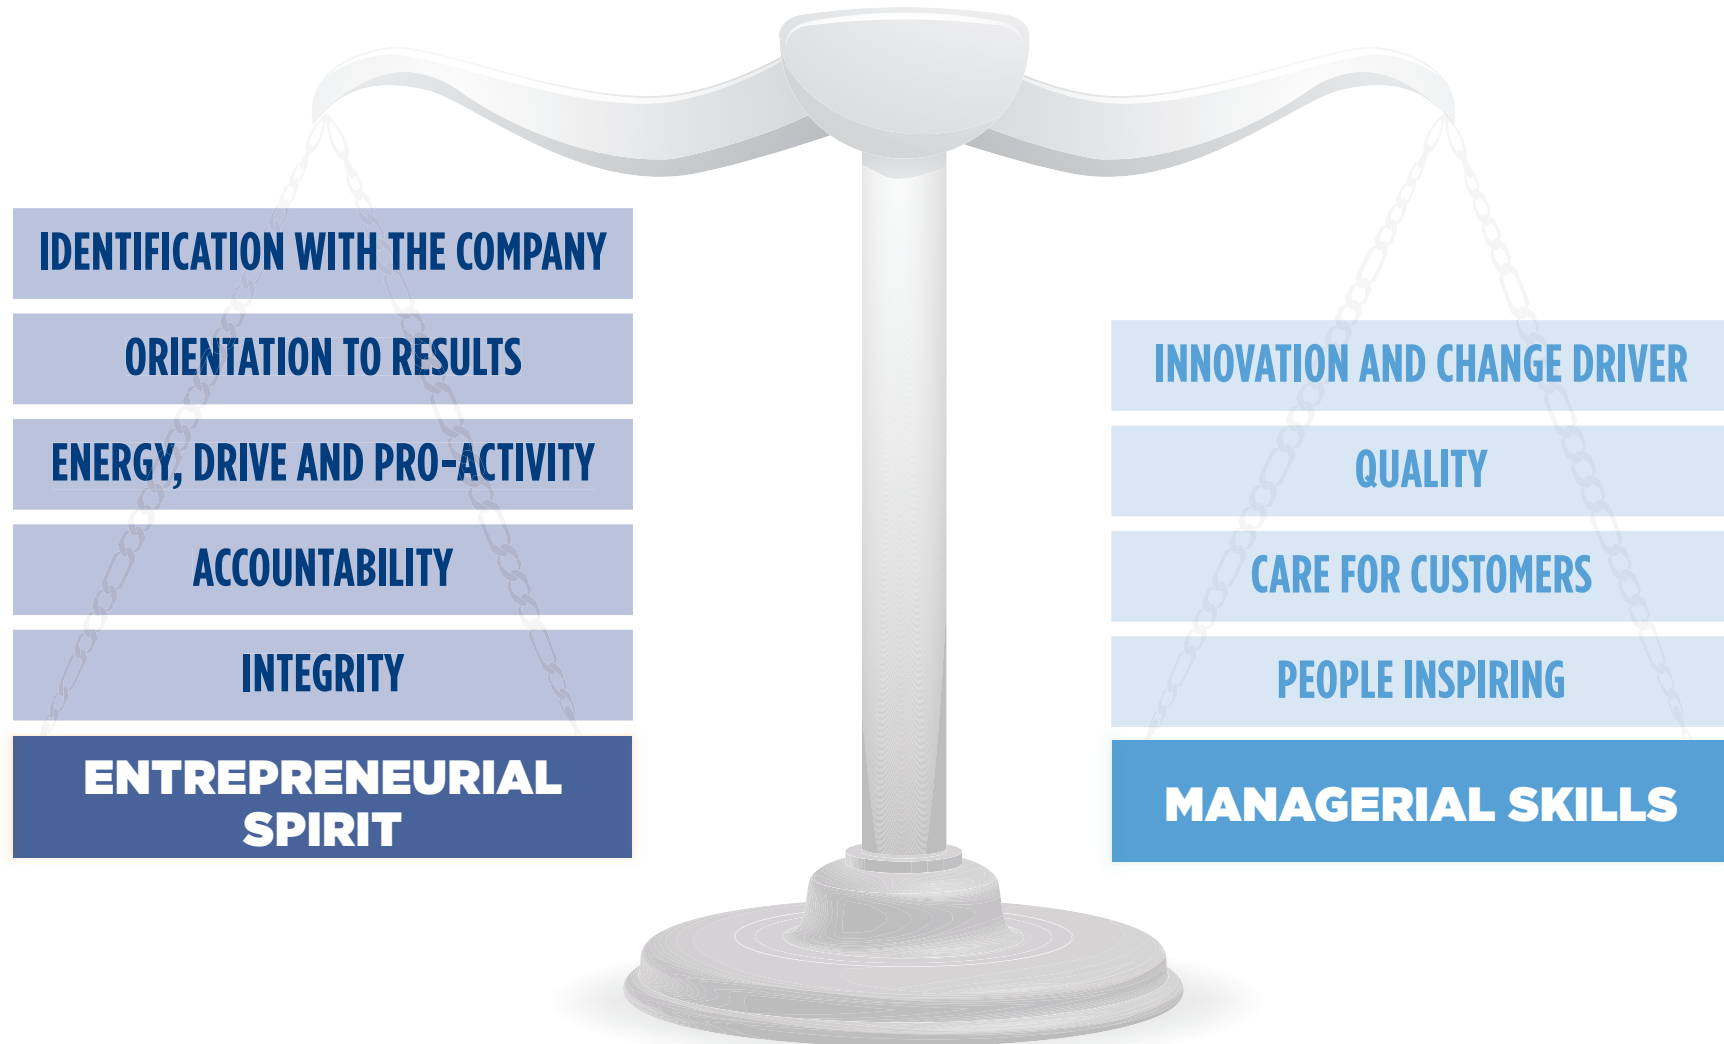 IDENTIFICATION WITH THE COMPANY
ORIENTATION TO RESULTS
ENERGY, DRIVE AND PRO-ACTIVITY
ACCOUNTABILITY
INTEGRITY
ENTREPRENEURIAL
SPIRIT
INNOVATION AND CHANGE DRIVER
QUALITY
CARE FOR CUSTOMERS
PEOPLE INSPIRING
MANAGERIAL SKILLS